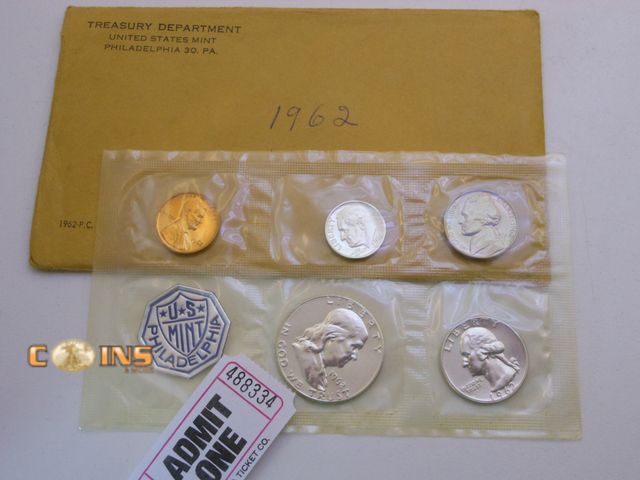 TREASURY DEPARTMENT
UNITED STATES MINT
PHILADELPHIA 30, PA.
1962
1962-P.C.
U★S
MINT
PHILADELPHIA
COINS
LIBERTY
IN GOD WE TRUST
1962
LIBERTY
1962
488334
ADMIT
ONE
TICKET CO.